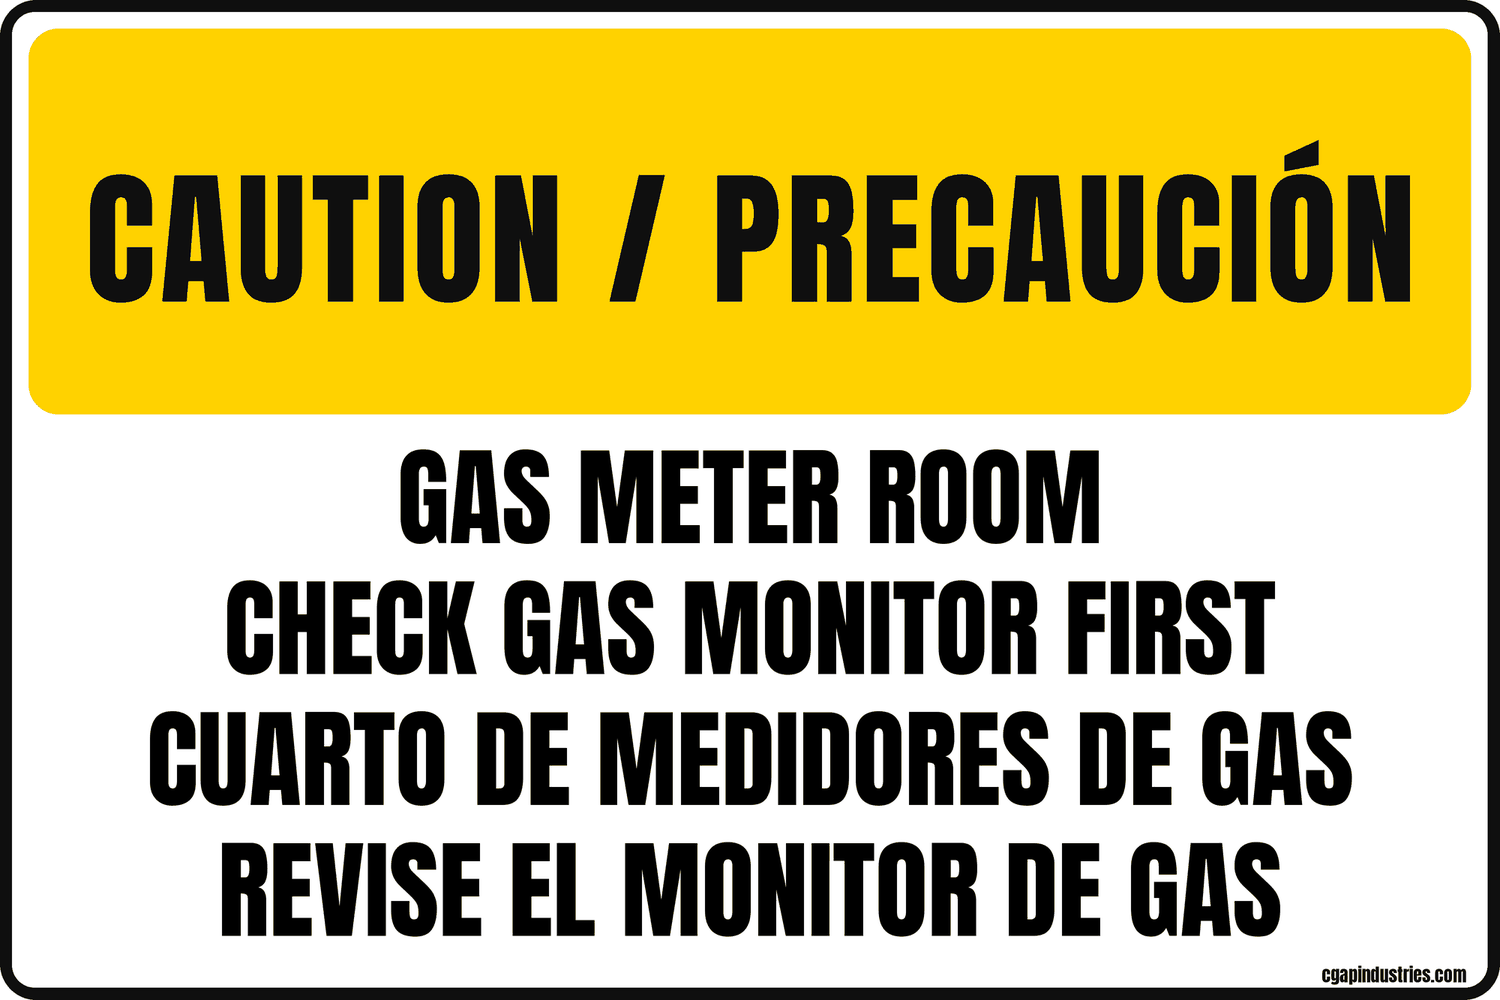 CAUTION / PRECAUCIÓN
GAS METER ROOM
CHECK GAS MONITOR FIRST
CUARTO DE MEDIDORES DE GAS
REVISE EL MONITOR DE GAS
cgapindustries.com